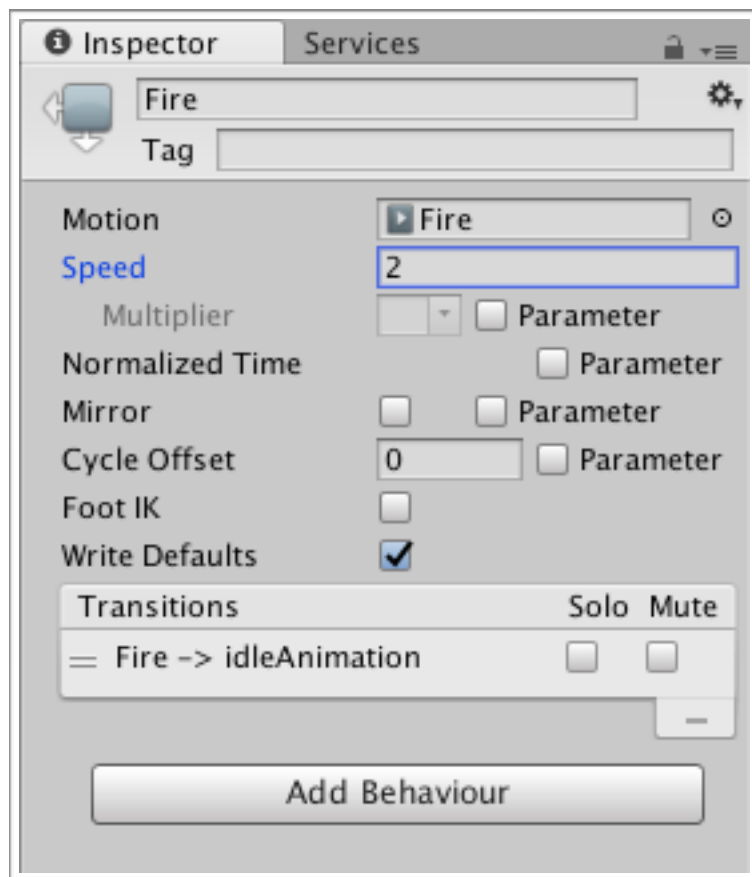 Inspector Services
Fire
Tag
Motion Fire
Speed 2
Multiplier Parameter
Normalized Time Parameter
Mirror Parameter
Cycle Offset 0 Parameter
Foot IK
Write Defaults
Transitions Solo Mute
Fire -> idleAnimation
Add Behaviour